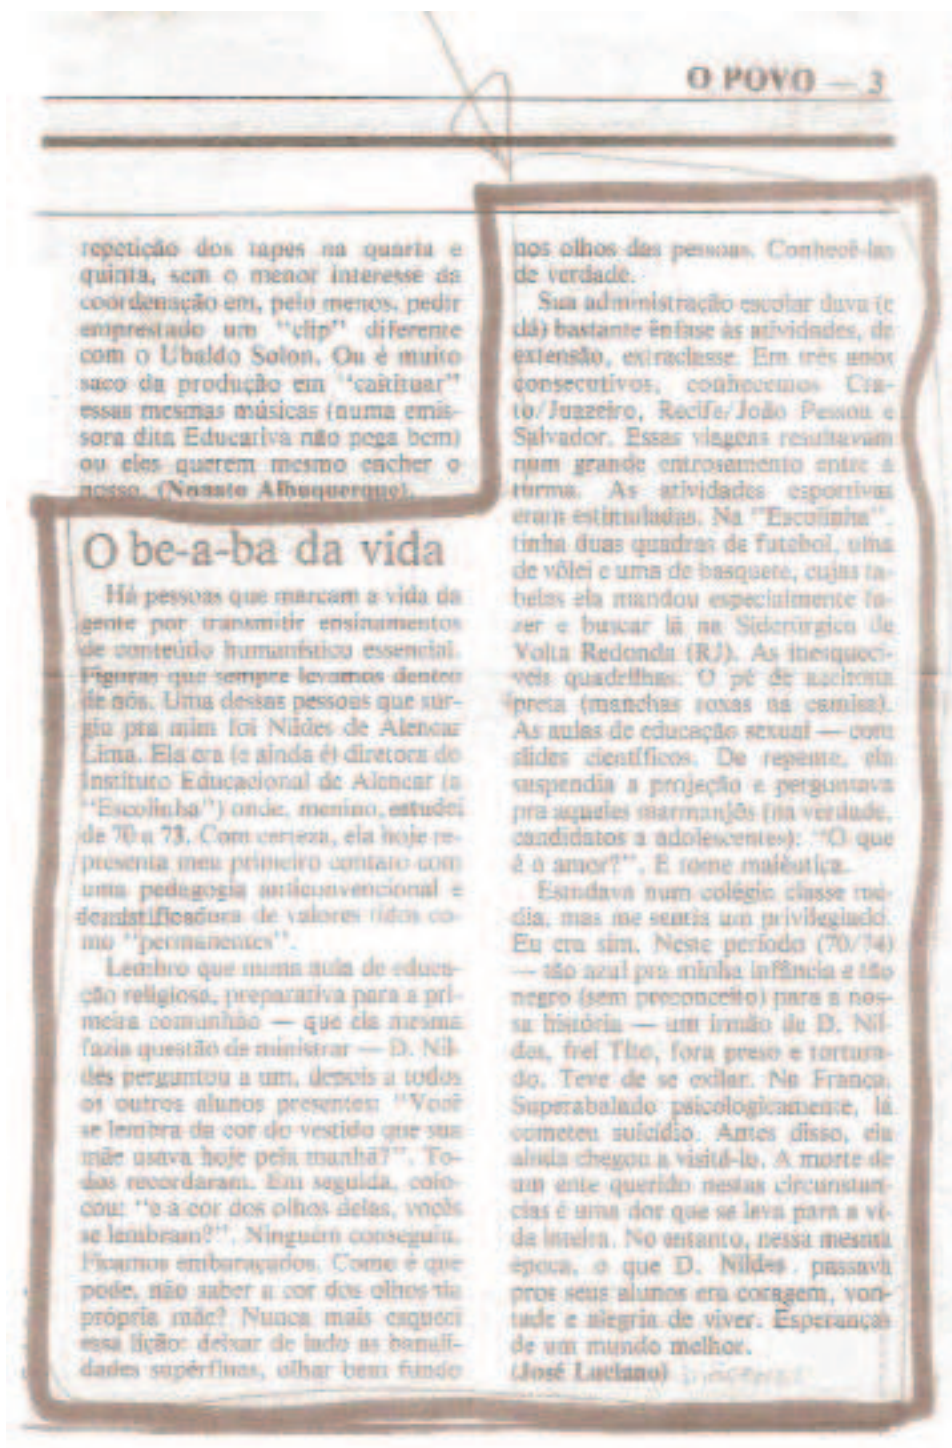 O POVO — 3
repetição dos tapes na quarta e
quinta, sem o menor interesse da
coordenação em, pelo menos, pedir
emprestado um "clip" diferente
com o Ubaldo Solon. Ou é muito
saco da produção em "caitituar"
essas mesmas músicas (numa emis-
sora dita Educativa não pega bem)
ou eles querem mesmo encher o
nosso. (Nonato Albuquerque).
O be-a-ba da vida
Há pessoas que marcam a vida da
gente por transmitir ensinamentos
de conteúdo humanístico essencial.
Figuras que sempre levamos dentro
de nós. Uma dessas pessoas que sur-
giu pra mim foi Nildes de Alencar
Lima. Ela era (e ainda é) diretora do
Instituto Educacional de Alencar (a
"Escolinha") onde, menino, estudei
de 70 a 73. Com certeza, ela hoje re-
presenta meu primeiro contato com
uma pedagogia anticonvencional e
demistificadora de valores tidos co-
mo "permanentes".
Lembro que numa aula de educa-
ção religiosa, preparativa para a pri-
meira comunhão — que ela mesma
fazia questão de ministrar — D. Nil-
des perguntou a um, depois a todos
os outros alunos presentes: "Você
se lembra da cor do vestido que sua
mãe usava hoje pela manhã?". To-
dos recordaram. Em seguida, colo-
cou: "e a cor dos olhos delas, vocês
se lembram?". Ninguém conseguiu.
Ficamos embaraçados. Como é que
pode, não saber a cor dos olhos da
própria mãe? Nunca mais esqueci
essa lição: deixar de lado as banali-
dades supérfluas, olhar bem fundo
nos olhos das pessoas. Conhecê-las
de verdade.
Sua administração escolar dava (e
dá) bastante ênfase às atividades, de
extensão, extraclasse. Em três anos
consecutivos, conhecemos Cra-
to/Juazeiro, Recife/João Pessoa e
Salvador. Essas viagens resultavam
num grande entrosamento entre a
turma. As atividades esportivas
eram estimuladas. Na "Escolinha",
tinha duas quadras de futebol, uma
de vôlei e uma de basquete, cujas ta-
belas ela mandou especialmente fa-
zer e buscar lá na Siderúrgica de
Volta Redonda (RJ). As inesquecí-
veis quadrilhas. O pé de azeitona
preta (manchas roxas na camisa).
As aulas de educação sexual — com
slides científicos. De repente, ela
suspendia a projeção e perguntava
pra aqueles marmanjôs (na verdade,
candidatos a adolescentes): "O que
é o amor?". E tome maiêutica.
Estudava num colégio classe mé-
dia, mas me sentia um privilegiado.
Eu era sim. Neste período (70/74)
— tão azul pra minha infância e tão
negro (sem preconceito) para a nos-
sa história — um irmão de D. Nil-
des, frei Tito, fora preso e tortura-
do. Teve de se exilar. Na França.
Superabalado psicologicamente, lá
cometeu suicídio. Antes disso, ela
ainda chegou a visitá-lo. A morte de
um ente querido nestas circunstân-
cias é uma dor que se leva para a vi-
da inteira. No entanto, nessa mesma
época, o que D. Nildes passava
pros seus alunos era coragem, von-
tade e alegria de viver. Esperanças
de um mundo melhor.
(José Luciano)